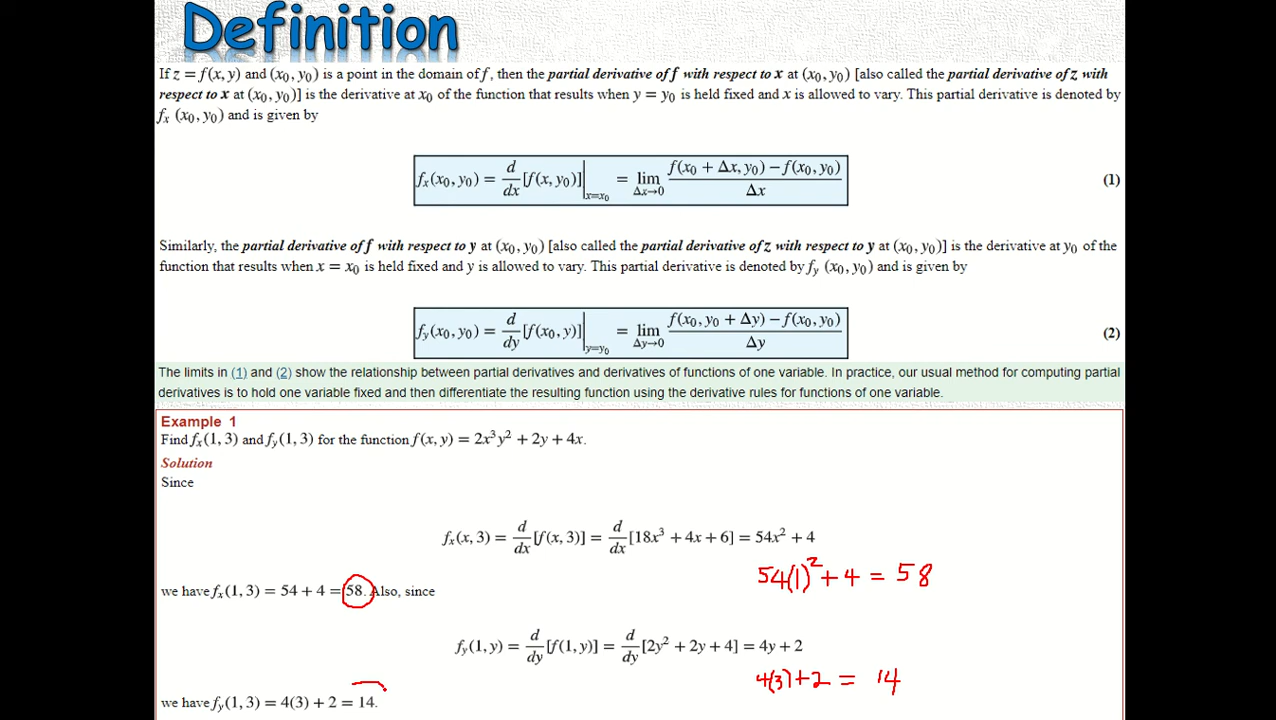 Definition
If z = f(x, y) and (x₀, y₀) is a point in the domain of f, then the partial derivative of f with respect to x at (x₀, y₀) [also called the partial derivative of z with
respect to x at (x₀, y₀)] is the derivative at x₀ of the function that results when y = y₀ is held fixed and x is allowed to vary. This partial derivative is denoted by
fₓ (x₀, y₀) and is given by
fₓ(x₀, y₀) = d/dx [f(x, y₀)]|ₓ₌ₓ₀ = lim Δx→0 (f(x₀ + Δx, y₀) − f(x₀, y₀))/Δx (1)
Similarly, the partial derivative of f with respect to y at (x₀, y₀) [also called the partial derivative of z with respect to y at (x₀, y₀)] is the derivative at y₀ of the
function that results when x = x₀ is held fixed and y is allowed to vary. This partial derivative is denoted by f_y (x₀, y₀) and is given by
f_y(x₀, y₀) = d/dy [f(x₀, y)]|_y=y₀ = lim Δy→0 (f(x₀, y₀ + Δy) − f(x₀, y₀))/Δy (2)
The limits in (1) and (2) show the relationship between partial derivatives and derivatives of functions of one variable. In practice, our usual method for computing partial
derivatives is to hold one variable fixed and then differentiate the resulting function using the derivative rules for functions of one variable.
Example 1
Find fₓ(1, 3) and f_y(1, 3) for the function f(x, y) = 2x³y² + 2y + 4x.
Solution
Since
fₓ(x, 3) = d/dx [f(x, 3)] = d/dx [18x³ + 4x + 6] = 54x² + 4
54(1)² + 4 = 58
we have fₓ(1, 3) = 54 + 4 = 58. Also, since
f_y(1, y) = d/dy [f(1, y)] = d/dy [2y² + 2y + 4] = 4y + 2
4(3) + 2 = 14
we have f_y(1, 3) = 4(3) + 2 = 14.